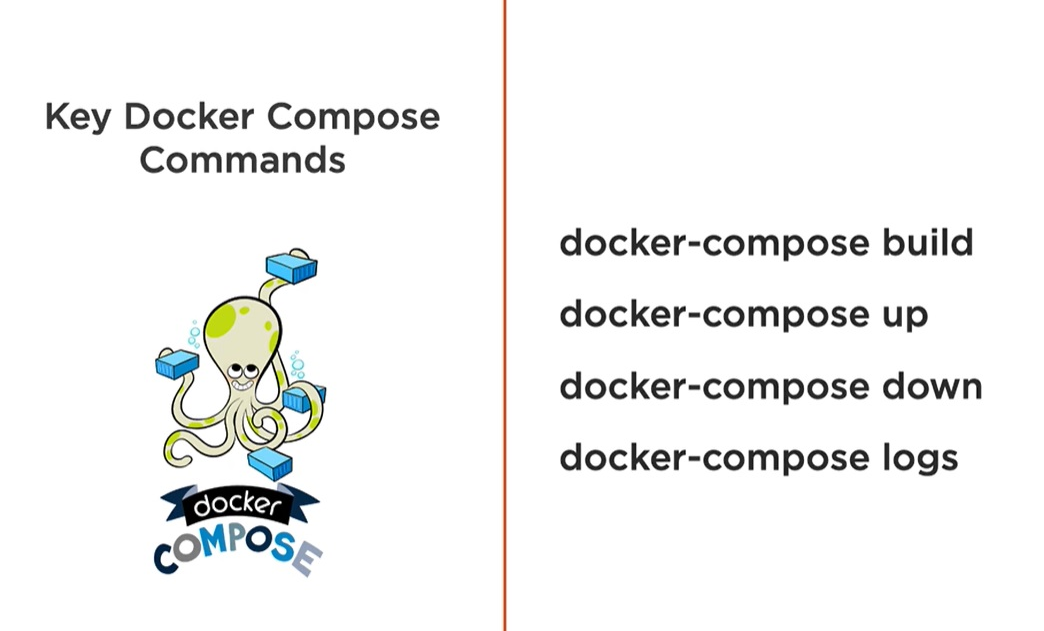 Key Docker Compose
Commands
docker
COMPOSE
docker-compose build
docker-compose up
docker-compose down
docker-compose logs